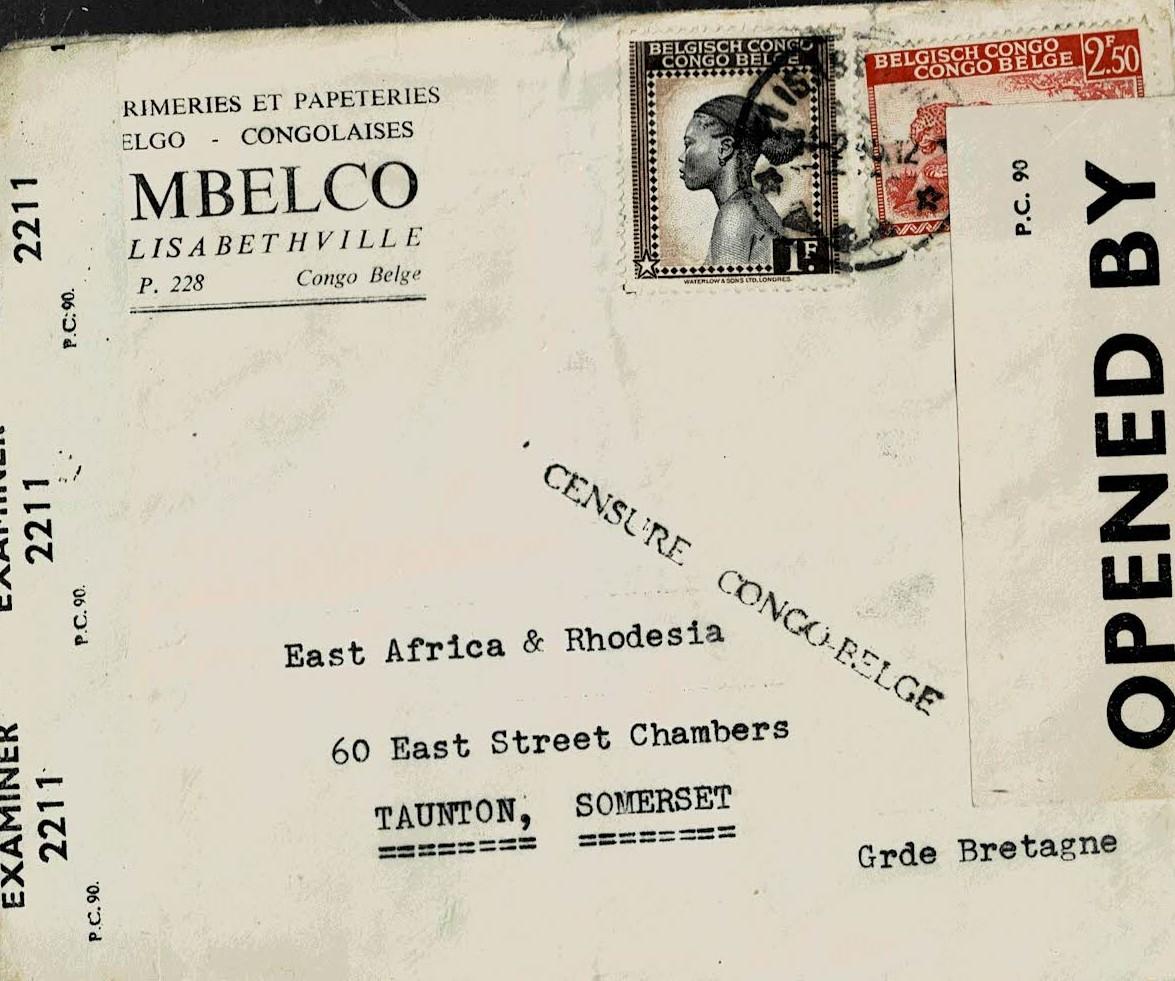 RIMERIES ET PAPETERIES
ELGO - CONGOLAISES
MBELCO
LISABETHVILLE
P. 228 Congo Belge
BELGISCH CONGO
CONGO BELGE
1F.
WATERLOW & SONS LTD, LONDRES.
BELGISCH CONGO
CONGO BELGE
2F.50
P.C. 90
OPENED BY
2211
P.C. 90.
EXAMINER
2211
P.C. 90.
EXAMINER
2211
P.C. 90.
CENSURE CONGO-BELGE
East Africa & Rhodesia
60 East Street Chambers
TAUNTON, SOMERSET
Grde Bretagne